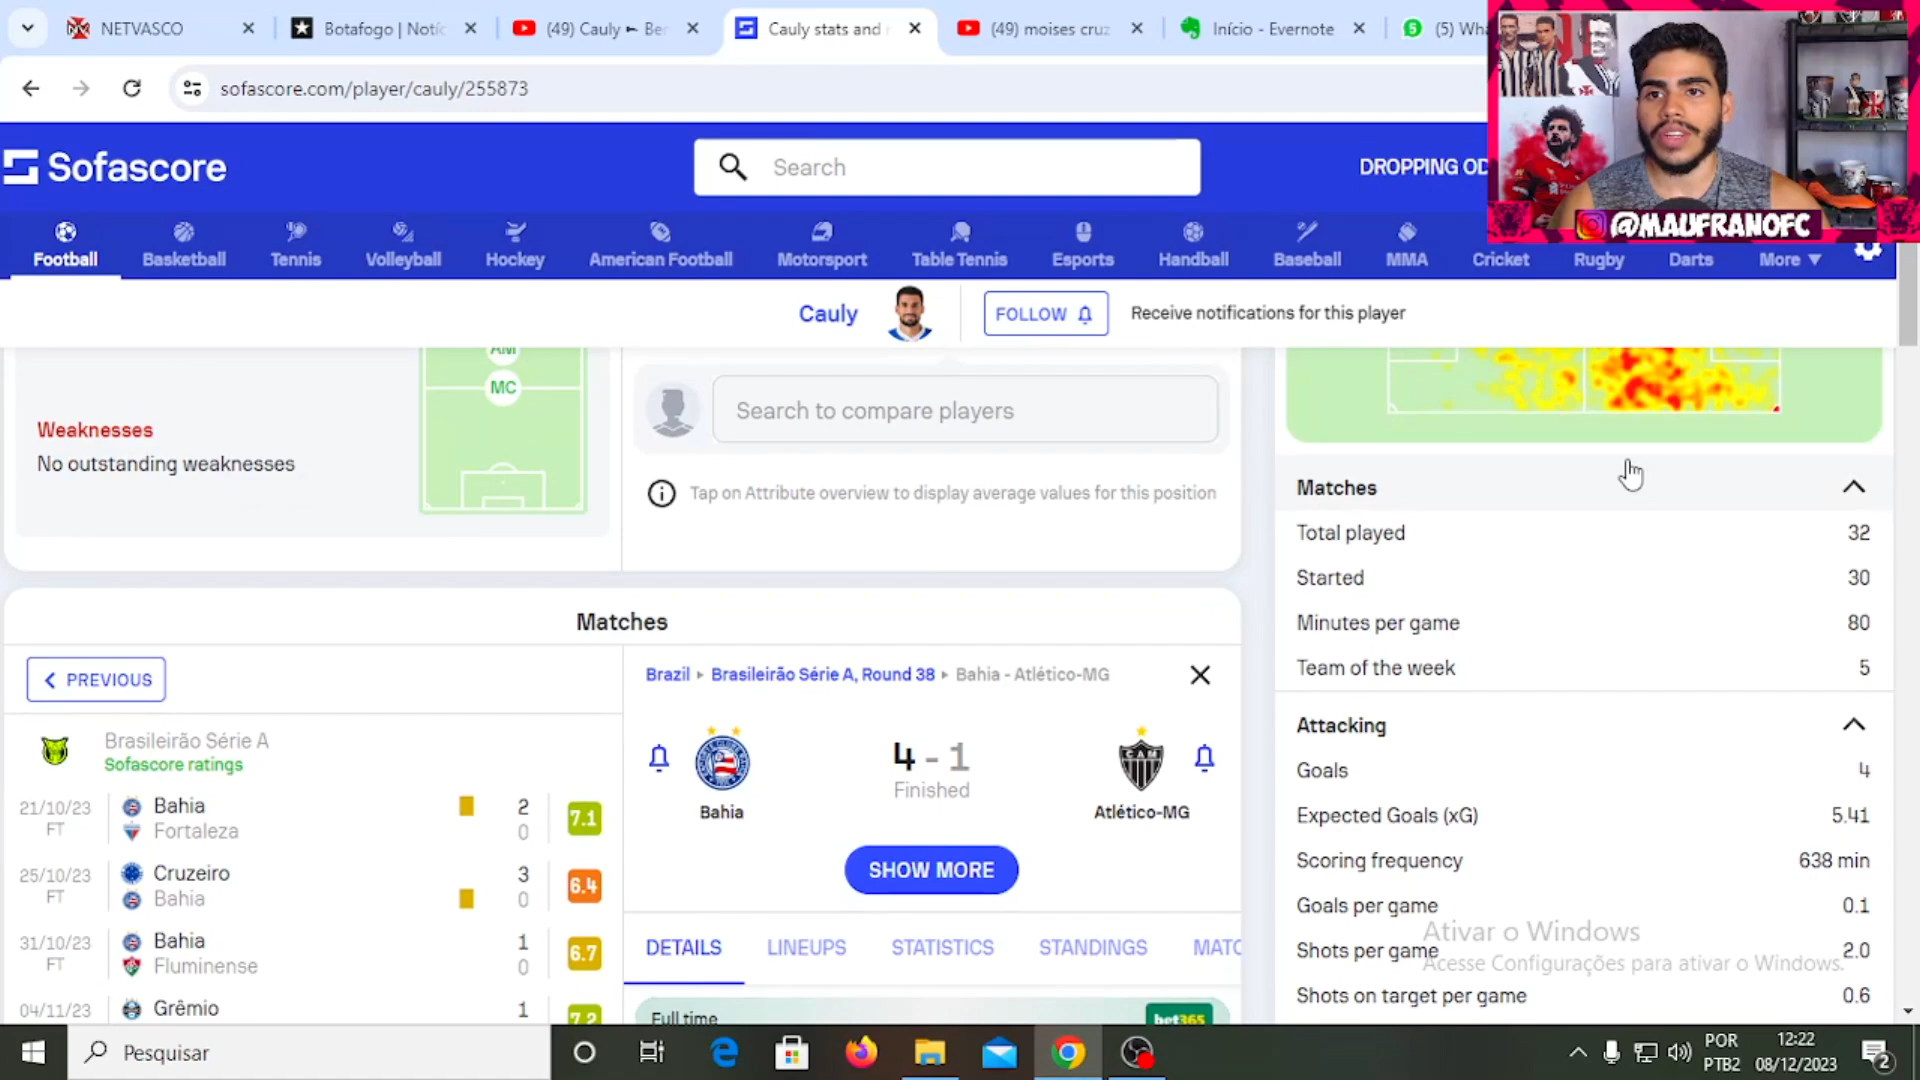 NETVASCO
Botafogo | Notíc
(49) Cauly
Cauly stats and r
(49) moises cruz
Início - Evernote
(5) Wha
sofascore.com/player/cauly/255873
Sofascore
Search
DROPPING OD
@MAUFRANOFC
Football
Basketball
Tennis
Volleyball
Hockey
American Football
Motorsport
Table Tennis
Esports
Handball
Baseball
MMA
Cricket
Rugby
Darts
More
Cauly
FOLLOW
Receive notifications for this player
AM
MC
Weaknesses
No outstanding weaknesses
Search to compare players
Tap on Attribute overview to display average values for this position
Matches
Total played 32
Started 30
Minutes per game 80
Team of the week 5
Attacking
Goals 4
Expected Goals (xG) 5.41
Scoring frequency 638 min
Goals per game 0.1
Shots per game 2.0
Shots on target per game 0.6
Ativar o Windows
Acesse Configurações para ativar o Windows.
Matches
PREVIOUS
Brasileirão Série A
Sofascore ratings
21/10/23 Bahia 2
FT Fortaleza 0
7.1
25/10/23 Cruzeiro 3
FT Bahia 0
6.4
31/10/23 Bahia 1
FT Fluminense 0
6.7
04/11/23 Grêmio 1
7.2
Brazil Brasileirão Série A, Round 38 Bahia - Atlético-MG
4 - 1
Finished
CAM
Bahia
Atlético-MG
SHOW MORE
DETAILS
LINEUPS
STATISTICS
STANDINGS
MATC
Full time
bet365
Pesquisar
POR
PTB2
12:22
08/12/2023
2